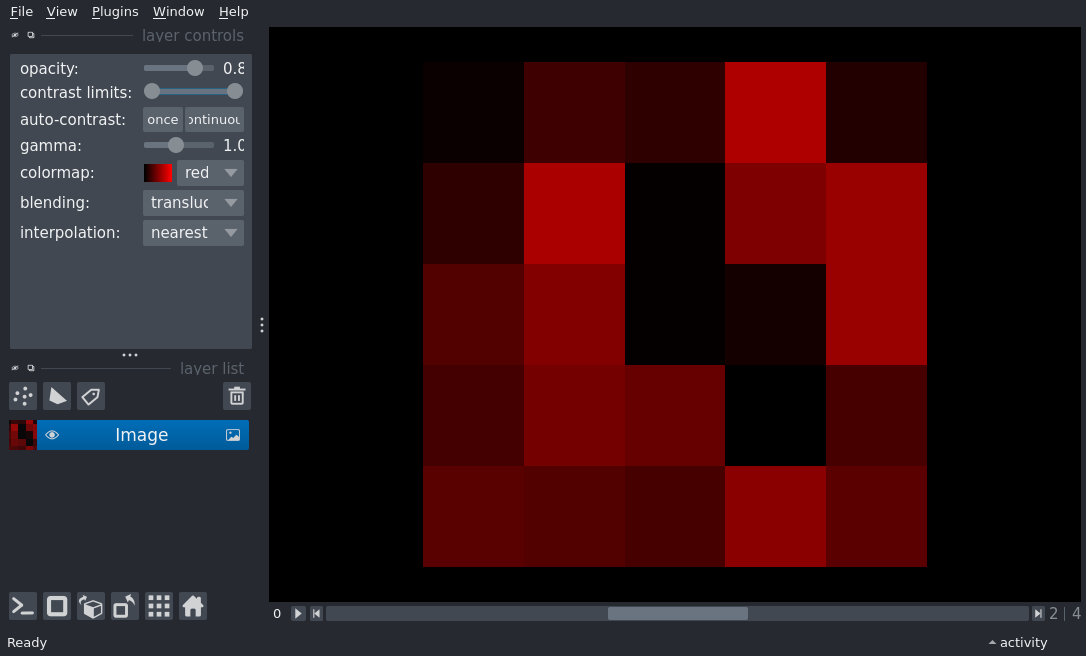 File View Plugins Window Help
layer controls
opacity: 0.8
contrast limits:
auto-contrast: once ontinuou
gamma: 1.0
colormap: red
blending: transluc
interpolation: nearest
layer list
Image
0 2 | 4
Ready activity